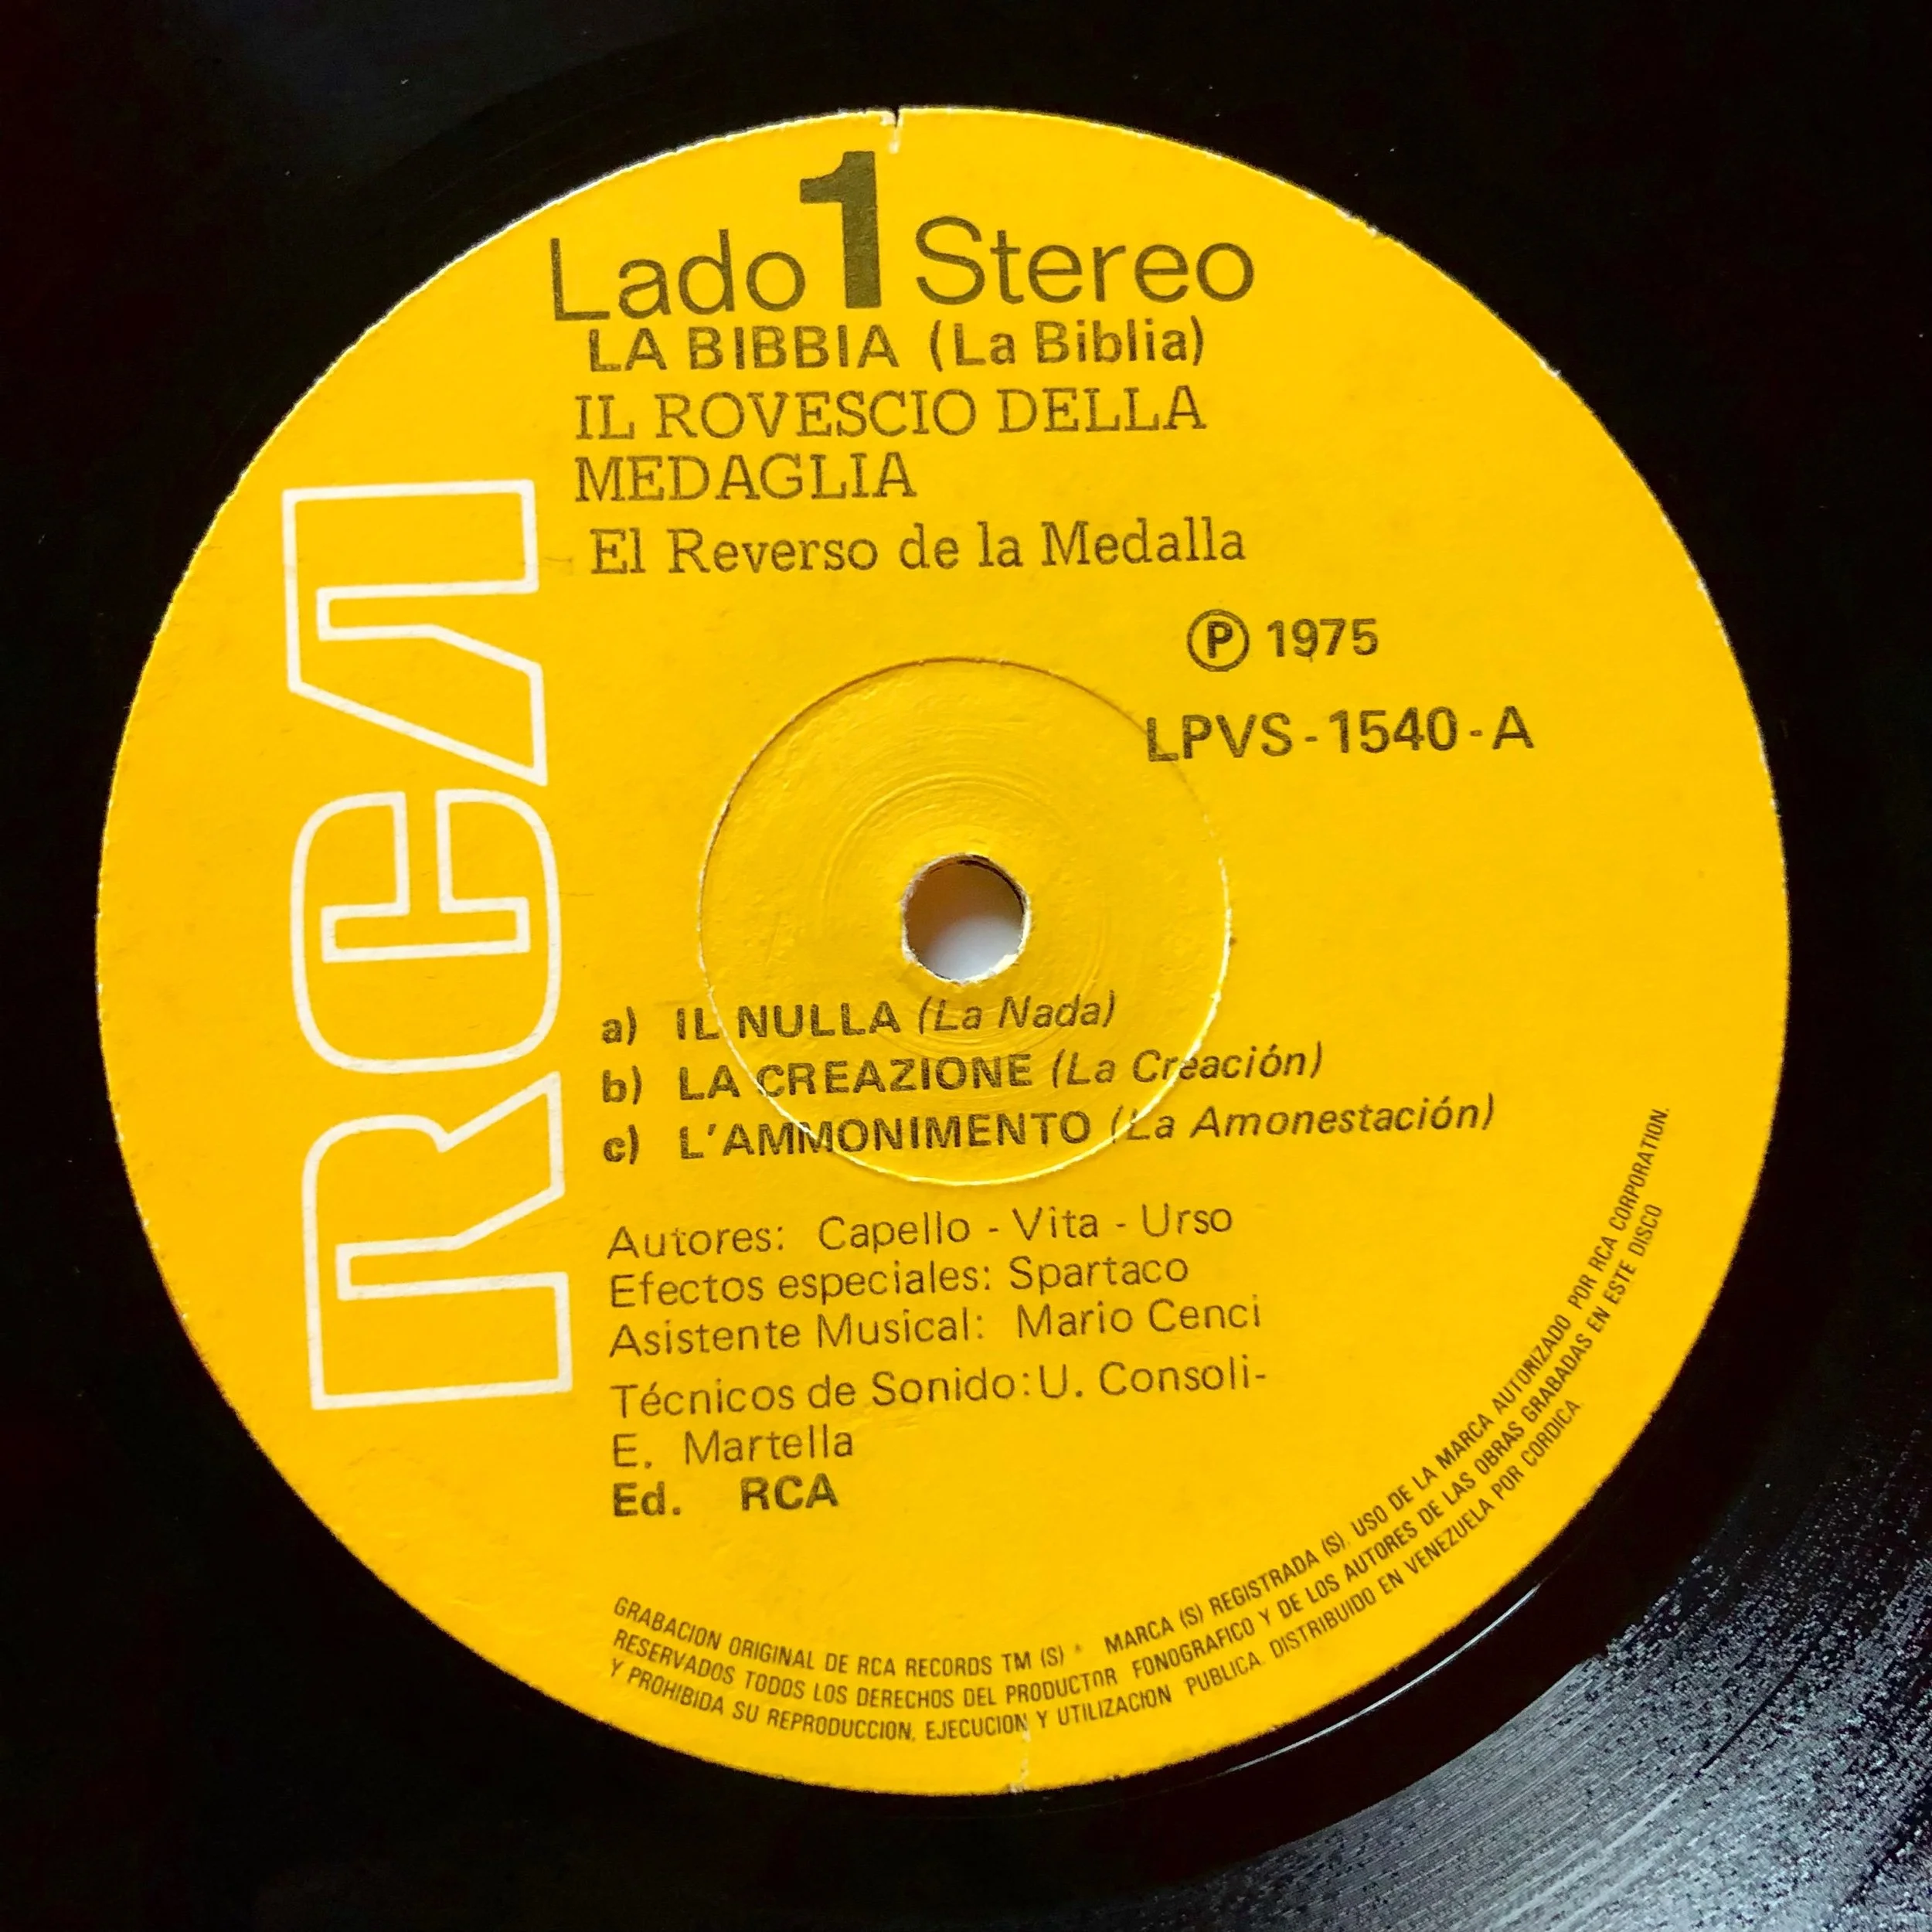 Lado 1 Stereo
LA BIBBIA (La Biblia)
IL ROVESCIO DELLA
MEDAGLIA
El Reverso de la Medalla
℗ 1975
LPVS-1540-A
RCA
a) IL NULLA (La Nada)
b) LA CREAZIONE (La Creación)
c) L'AMMONIMENTO (La Amonestación)
Autores: Capello - Vita - Urso
Efectos especiales: Spartaco
Asistente Musical: Mario Cenci
Técnicos de Sonido: U. Consoli-
E. Martella
Ed. RCA
GRABACION ORIGINAL DE RCA RECORDS TM (S) * MARCA (S) REGISTRADA (S). USO DE LA MARCA AUTORIZADO POR RCA CORPORATION.
RESERVADOS TODOS LOS DERECHOS DEL PRODUCTOR FONOGRAFICO Y DE LOS AUTORES DE LAS OBRAS GRABADAS EN ESTE DISCO
Y PROHIBIDA SU REPRODUCCION, EJECUCION Y UTILIZACION PUBLICA. DISTRIBUIDO EN VENEZUELA POR CORDICA.